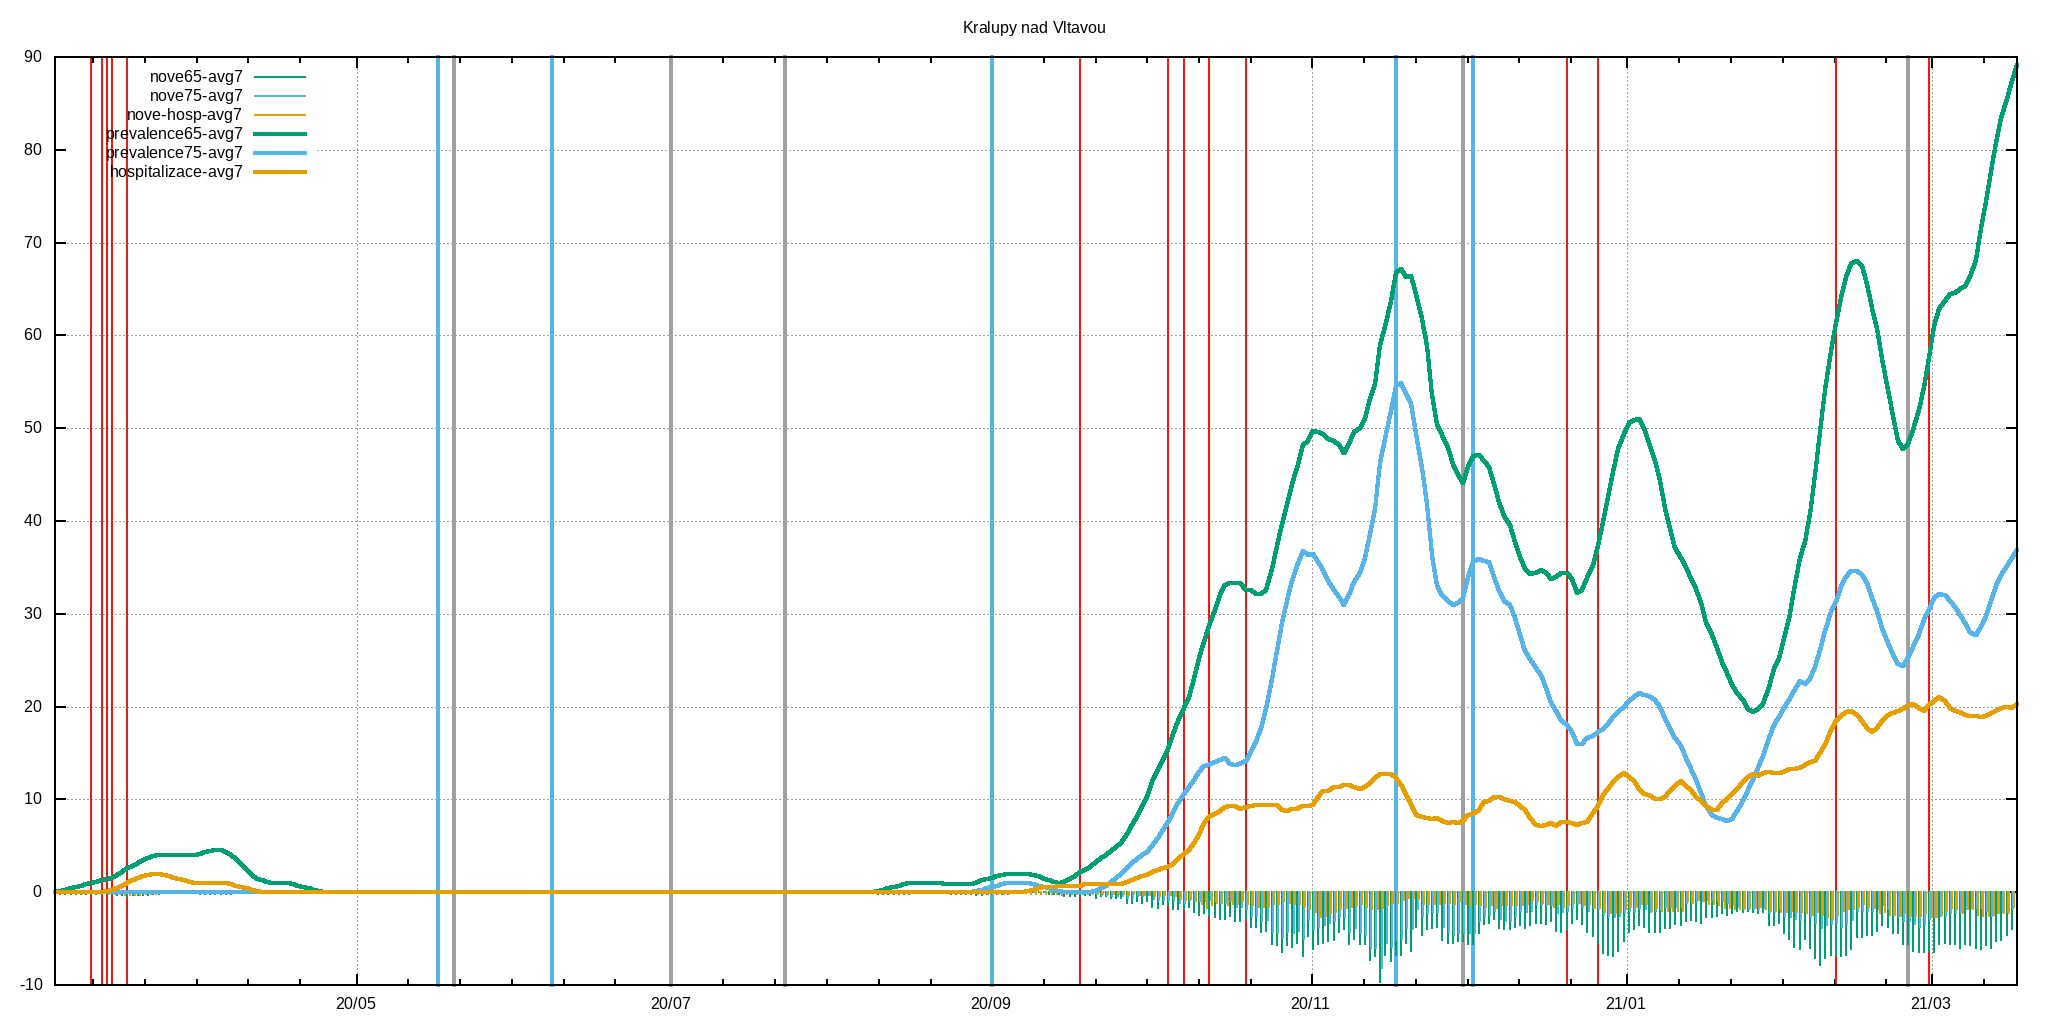 Kralupy nad Vltavou
nove65-avg7
nove75-avg7
nove-hosp-avg7
prevalence65-avg7
prevalence75-avg7
hospitalizace-avg7
90
80
70
60
50
40
30
20
10
0
-10
20/05 20/07 20/09 20/11 21/01 21/03